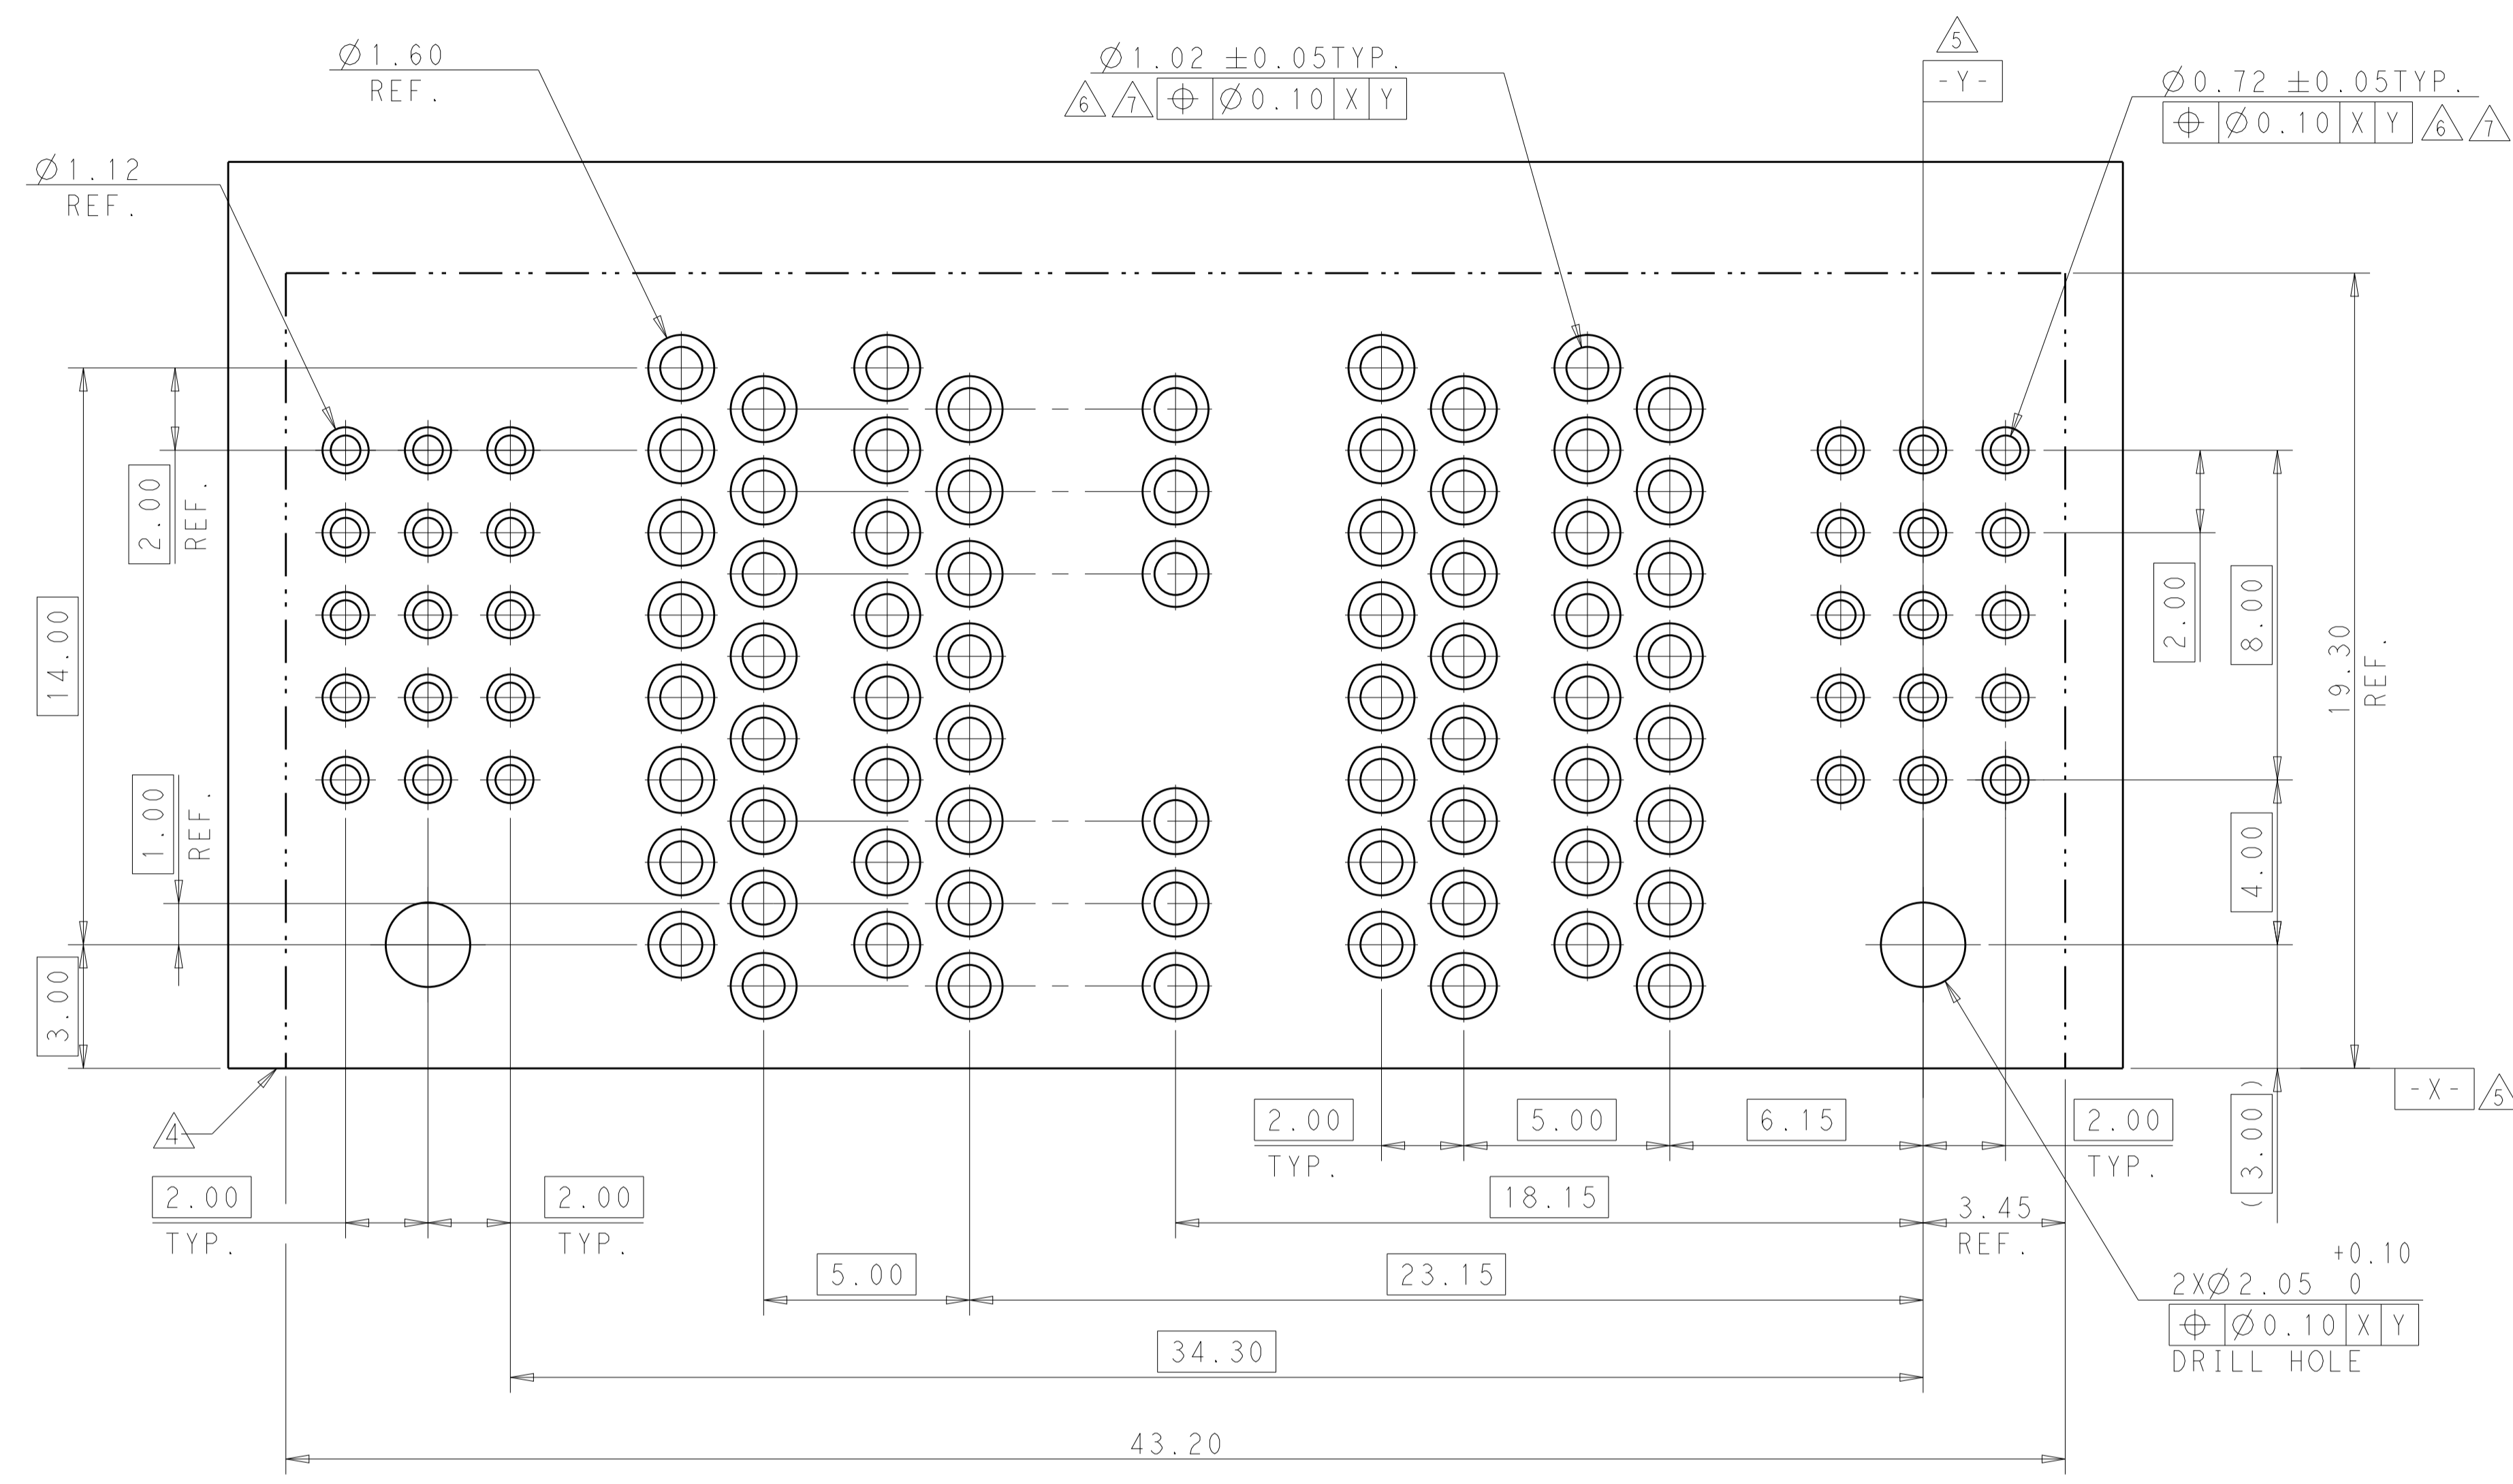 5
Ø1.60
REF.
Ø1.02 ±0.05TYP.
6 7 ⌖ Ø0.10 X Y
-Y-
Ø0.72 ±0.05TYP.
⌖ Ø0.10 X Y 6 7
Ø1.12
REF.
2.00
REF.
14.00
1.00
REF.
3.00
2.00
8.00
19.30
REF.
4.00
(3.00)
-X- 5
4
2.00
TYP.
5.00
6.15
2.00
TYP.
2.00
TYP.
2.00
TYP.
18.15
3.45
REF.
5.00
23.15
+0.10
2XØ2.05 0
⌖ Ø0.10 X Y
DRILL HOLE
34.30
43.20